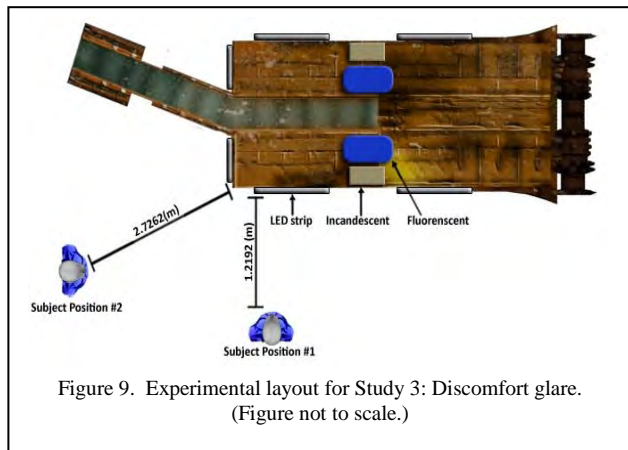 2.7262(m)
1.2192 (m)
LED strip
Incandescent
Fluorenscent
Subject Position #2
Subject Position #1
Figure 9. Experimental layout for Study 3: Discomfort glare.
(Figure not to scale.)